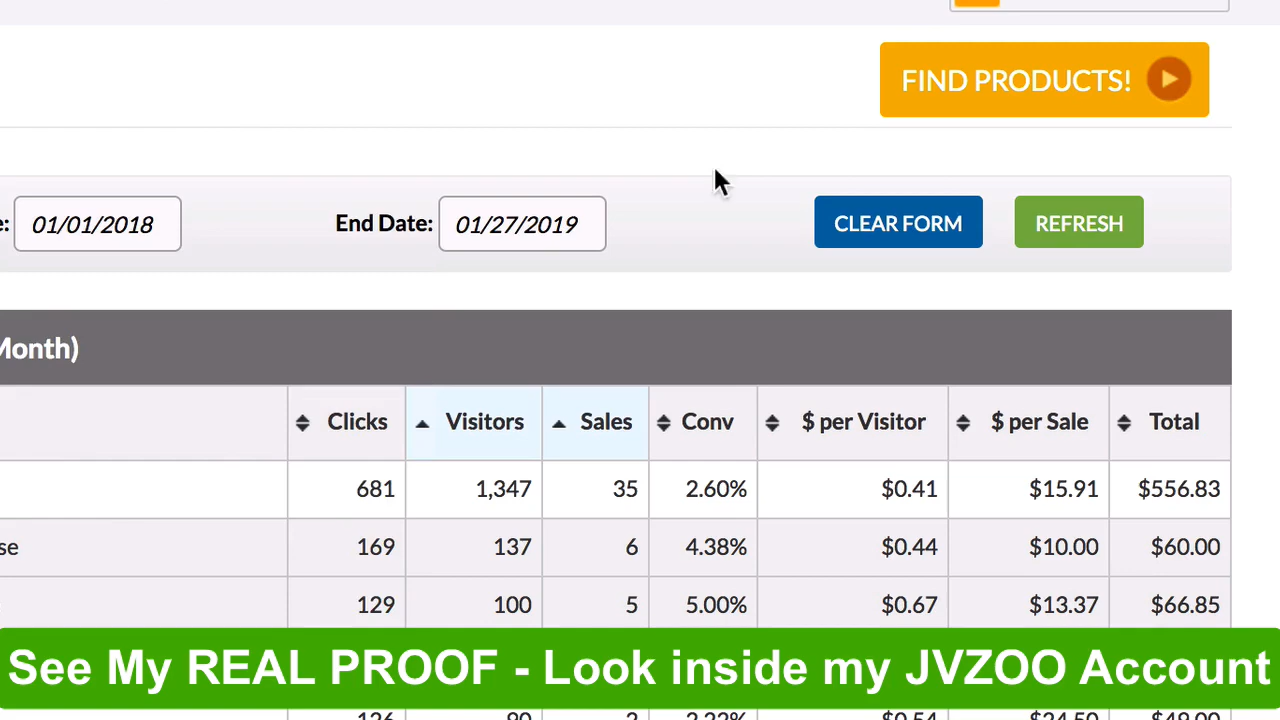 FIND PRODUCTS!
e: 01/01/2018 End Date: 01/27/2019 CLEAR FORM REFRESH
Month)
Clicks Visitors Sales Conv $ per Visitor $ per Sale Total
681 1,347 35 2.60% $0.41 $15.91 $556.83
se 169 137 6 4.38% $0.44 $10.00 $60.00
129 100 5 5.00% $0.67 $13.37 $66.85
See My REAL PROOF - Look inside my JVZOO Account